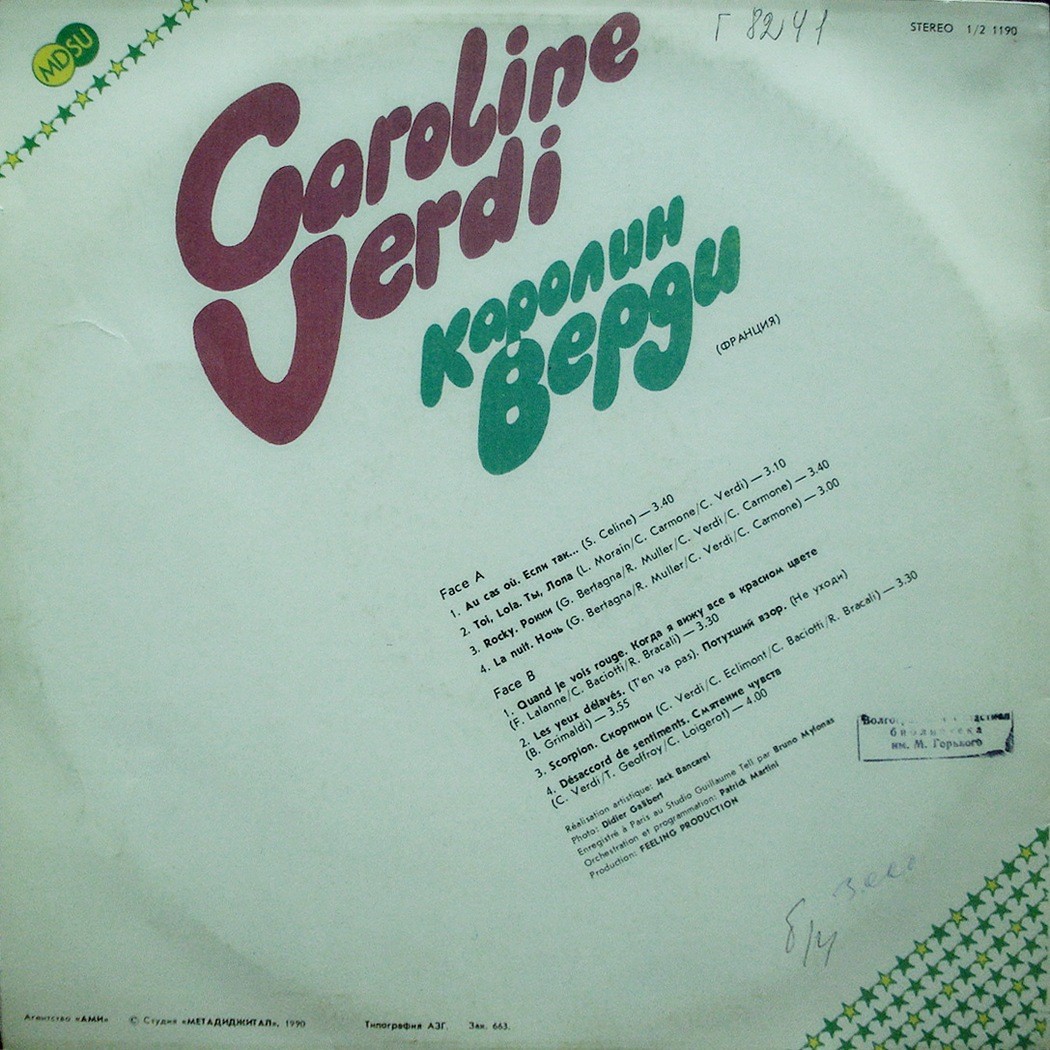 MDSU
Г 8241
STEREO 1/2 1190
Caroline
Verdi
Каролин
Верди
(ФРАНЦИЯ)
Face A
1. Au cas où. Если так... (S. Celine) — 3.40
2. Toi, Lola. Ты, Лола (L. Morain/C. Carmone/C. Verdi) — 3.10
3. Rocky. Рокки (G. Bertagna/R. Muller/C. Verdi/C. Carmone) — 3.40
4. La nuit. Ночь (G. Bertagna/R. Muller/C. Verdi/C. Carmone) — 3.00
Face B
1. Quand je vois rouge. Когда я вижу все в красном цвете
(F. Lalanne/C. Baciotti/R. Bracali) — 3.30
2. Les yeux délavés. (T'en va pas). Потухший взор. (Не уходи)
(B. Grimaldi) — 3.55
3. Scorpion. Скорпион (C. Verdi/C. Eclimont/C. Baciotti/R. Bracali) — 3.30
4. Désaccord de sentiments. Смятение чувств
(C. Verdi/T. Geoffroy/C. Loigerot) — 4.00
Réalisation artistique: Jack Bancarel
Photo: Didier Galibert
Enregistré à Paris au Studio Guillaume Tell par Bruno Mylonas
Orchestration et programmation: Patrick Martini
Production: FEELING PRODUCTION
библиотека
им. М. Горького
б/ч
Агентство «АМИ» © Студия «МЕТАДИДЖИТАЛ», 1990 Типография АЗГ. Зак. 663.